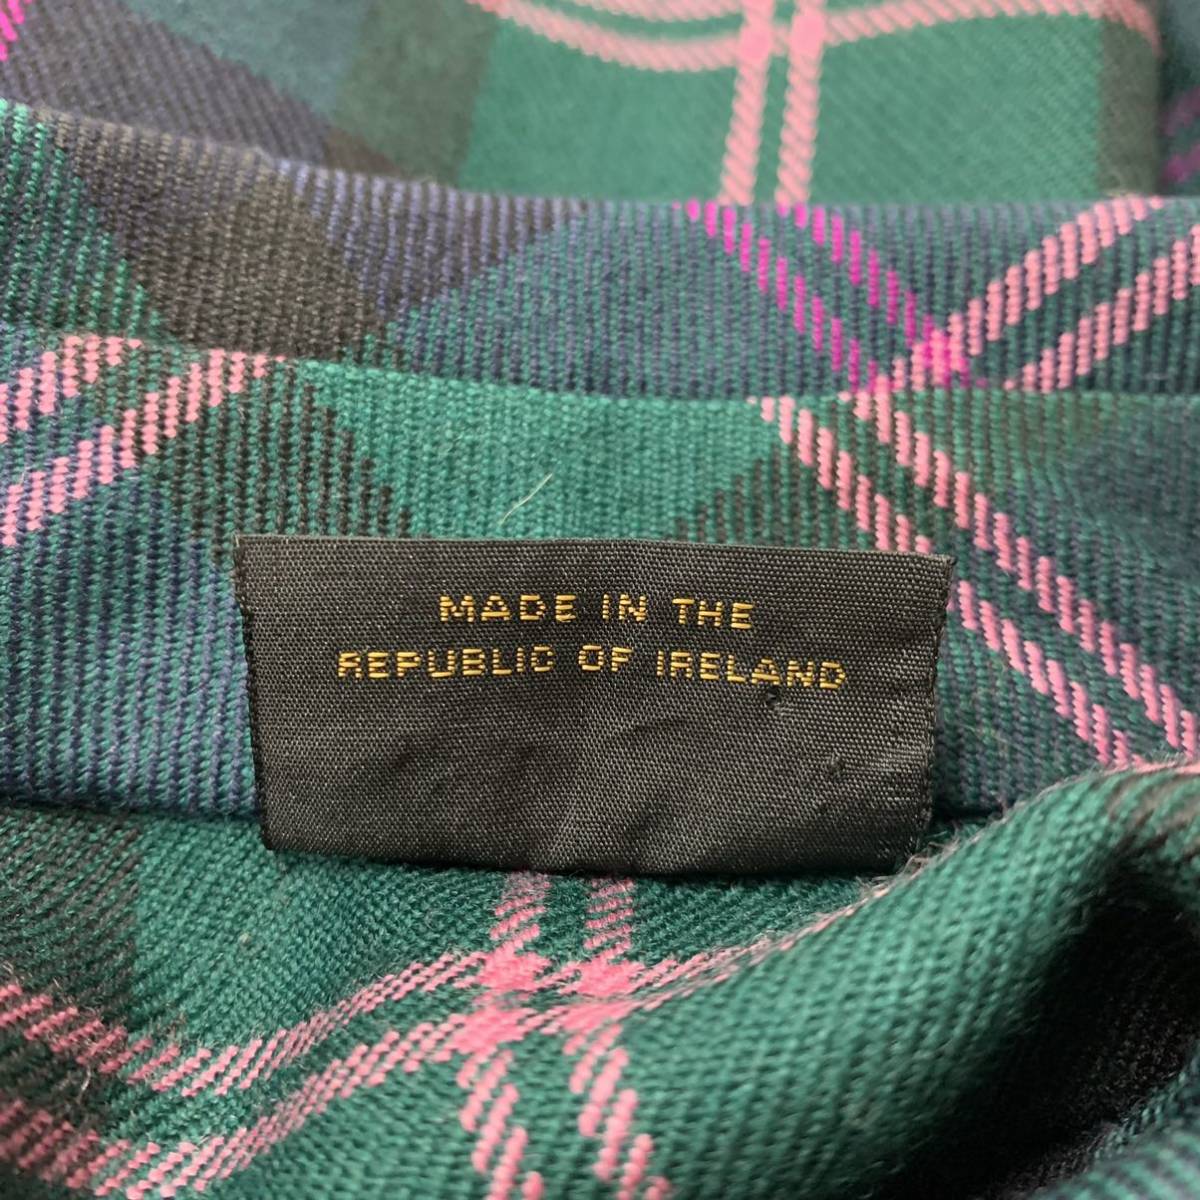 MADE IN THE
REPUBLIC OF IRELAND